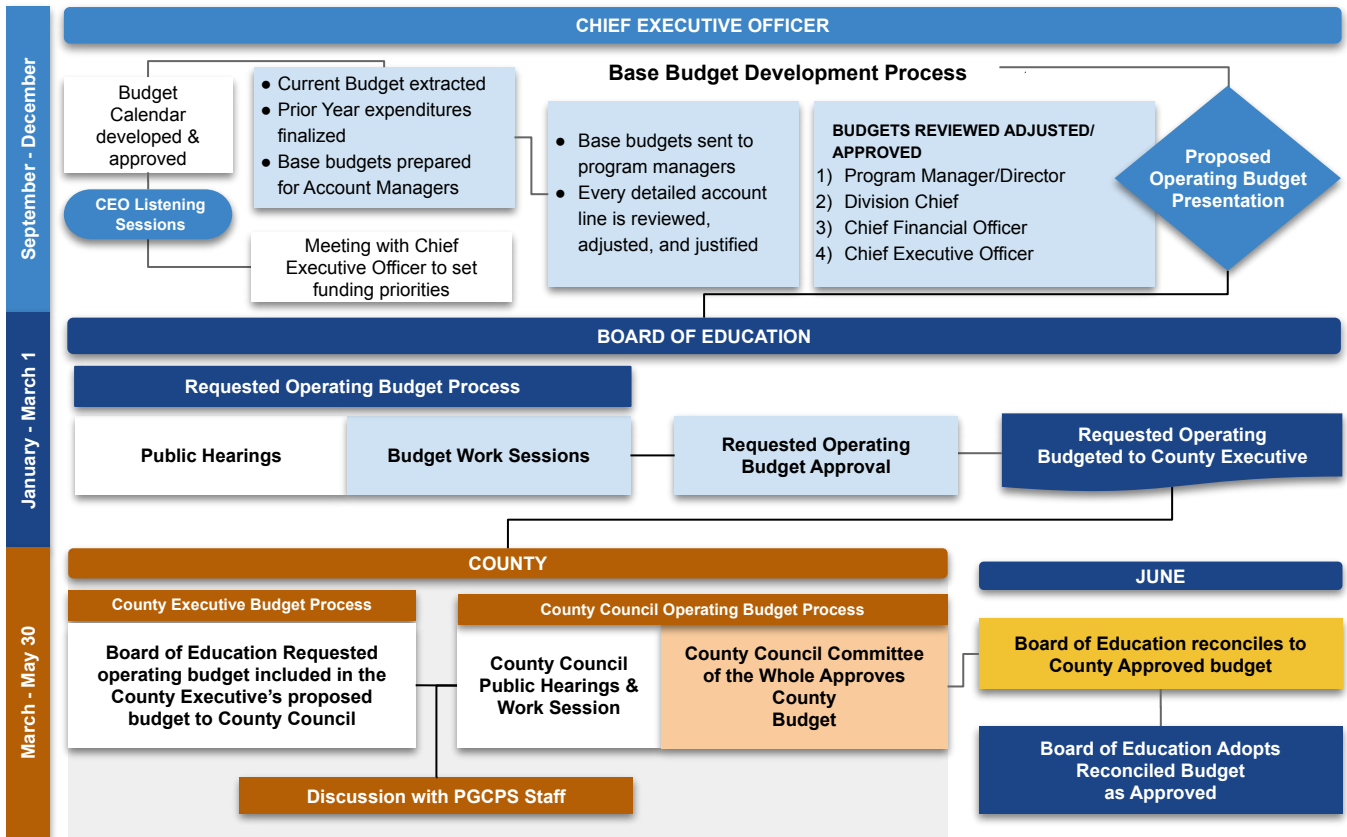 CHIEF EXECUTIVE OFFICER
September - December
Budget
Calendar
developed &
approved
CEO Listening
Sessions
● Current Budget extracted
● Prior Year expenditures
finalized
● Base budgets prepared
for Account Managers
Meeting with Chief
Executive Officer to set
funding priorities
Base Budget Development Process
● Base budgets sent to
program managers
● Every detailed account
line is reviewed,
adjusted, and justified
BUDGETS REVIEWED ADJUSTED/
APPROVED
1) Program Manager/Director
2) Division Chief
3) Chief Financial Officer
4) Chief Executive Officer
Proposed
Operating Budget
Presentation
January - March 1
BOARD OF EDUCATION
Requested Operating Budget Process
Public Hearings
Budget Work Sessions
Requested Operating
Budget Approval
Requested Operating
Budgeted to County Executive
March - May 30
COUNTY
County Executive Budget Process
Board of Education Requested
operating budget included in the
County Executive’s proposed
budget to County Council
County Council Operating Budget Process
County Council
Public Hearings &
Work Session
County Council Committee
of the Whole Approves
County
Budget
Discussion with PGCPS Staff
JUNE
Board of Education reconciles to
County Approved budget
Board of Education Adopts
Reconciled Budget
as Approved